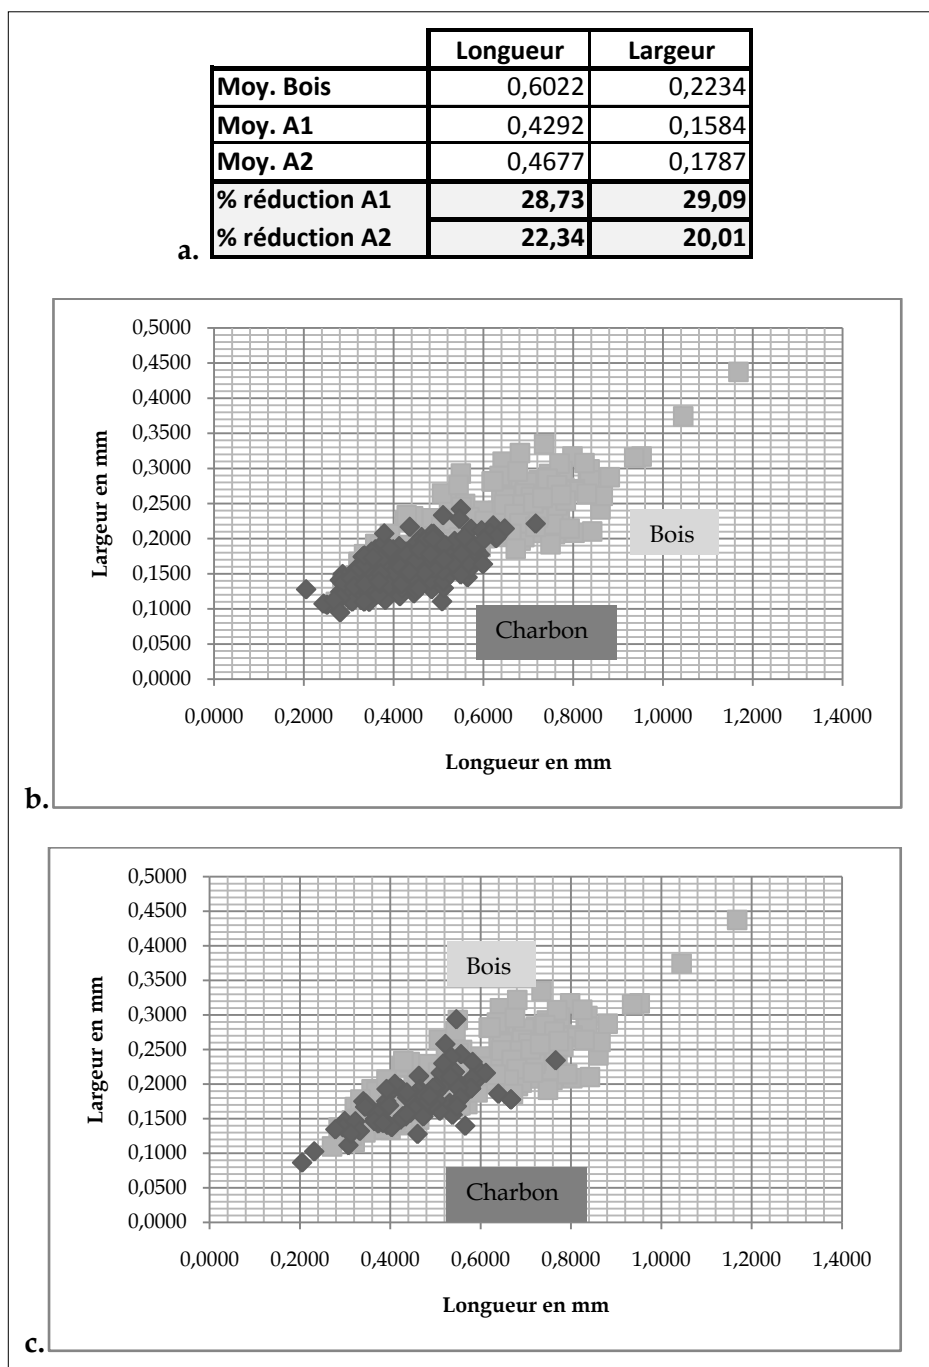 Longueur Largeur
Moy. Bois 0,6022 0,2234
Moy. A1 0,4292 0,1584
Moy. A2 0,4677 0,1787
% réduction A1 28,73 29,09
% réduction A2 22,34 20,01
a.
0,5000
0,4500
0,4000
0,3500
0,3000
0,2500
0,2000
0,1500
0,1000
0,0500
0,0000
Largeur en mm
Bois
Charbon
0,0000 0,2000 0,4000 0,6000 0,8000 1,0000 1,2000 1,4000
Longueur en mm
b.
0,5000
0,4500
0,4000
0,3500
0,3000
0,2500
0,2000
0,1500
0,1000
0,0500
0,0000
Largeur en mm
Bois
Charbon
0,0000 0,2000 0,4000 0,6000 0,8000 1,0000 1,2000 1,4000
Longueur en mm
c.